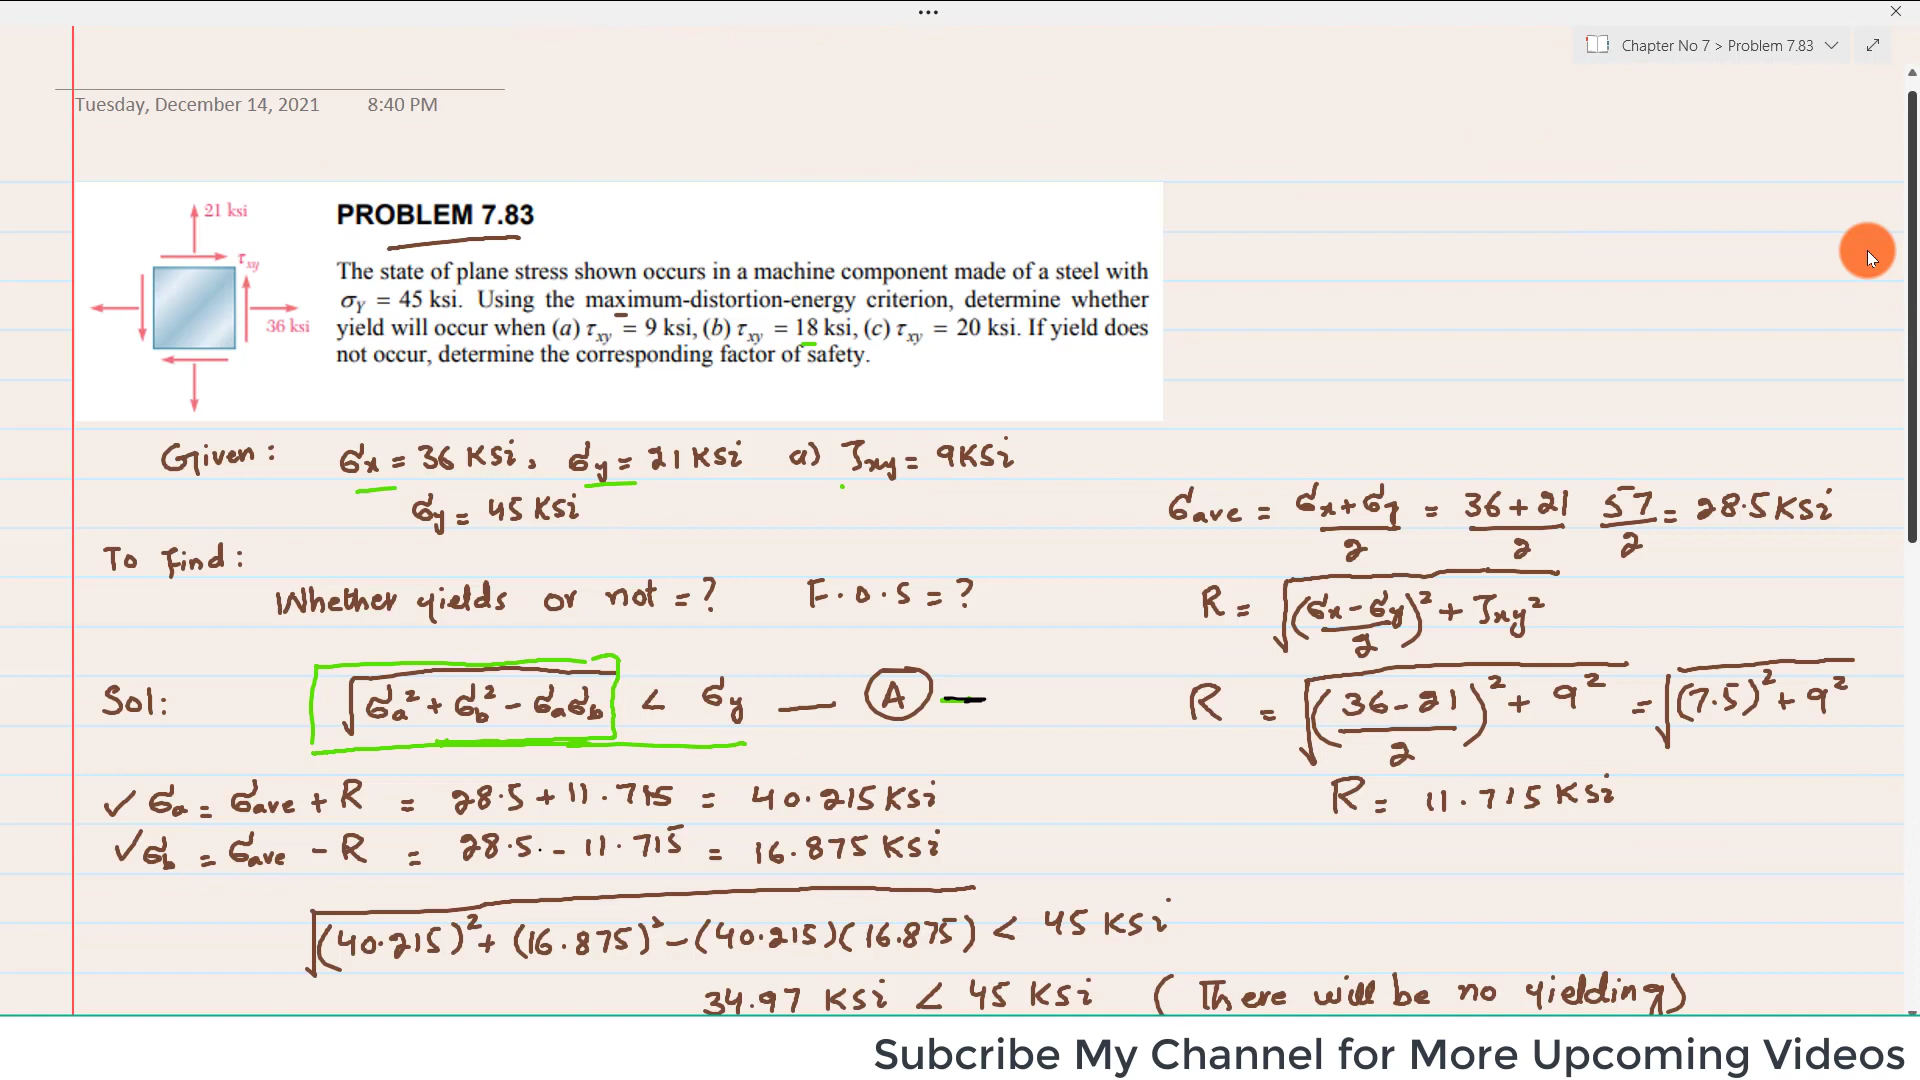 Chapter No 7 > Problem 7.83
Tuesday, December 14, 2021 8:40 PM
21 ksi
τxy
36 ksi
PROBLEM 7.83
The state of plane stress shown occurs in a machine component made of a steel with
σY = 45 ksi. Using the maximum-distortion-energy criterion, determine whether
yield will occur when (a) τxy = 9 ksi, (b) τxy = 18 ksi, (c) τxy = 20 ksi. If yield does
not occur, determine the corresponding factor of safety.
Given: σx = 36 KSi, σy = 21 KSi a) τxy = 9KSi
σy = 45 KSi
To Find:
Whether yields or not = ? F.O.S = ?
Sol: √(σa² + σb² - σaσb) < σy — A —
✓ σa = σave + R = 28.5 + 11.715 = 40.215 KSi
✓ σb = σave - R = 28.5 - 11.715 = 16.875 KSi
√((40.215)² + (16.875)² - (40.215)(16.875)) < 45 KSi
34.97 KSi < 45 KSi (There will be no yielding)
σave = (σx+σy)/2 = (36+21)/2 57/2 = 28.5 KSi
R = √(((σx-σy)/2)² + τxy²)
R = √(((36-21)/2)² + 9²) = √((7.5)² + 9²)
R = 11.715 KSi
Subcribe My Channel for More Upcoming Videos